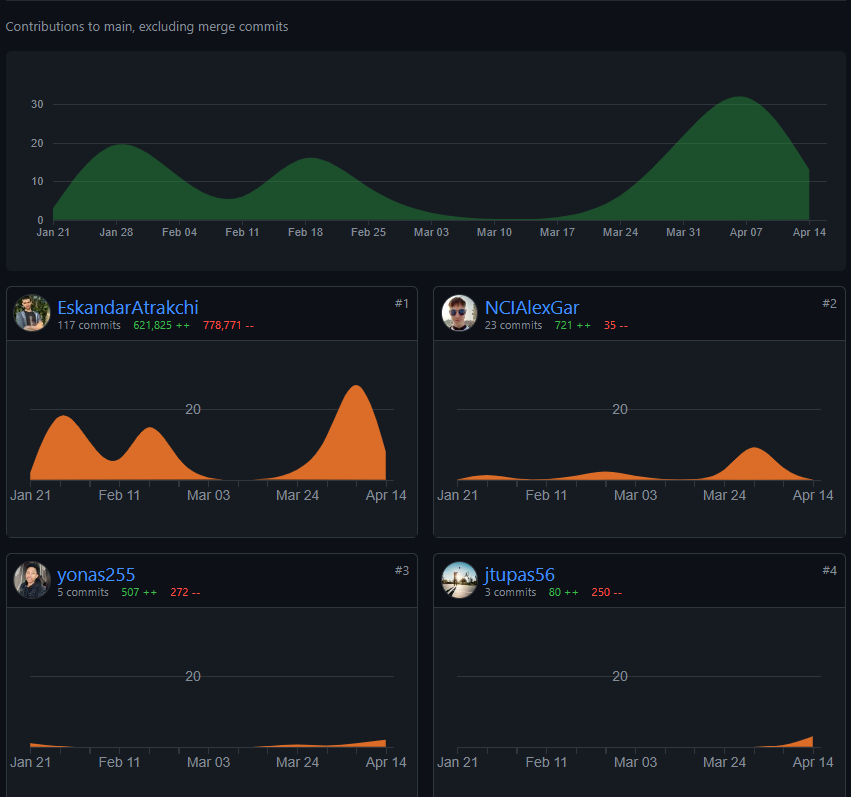 Contributions to main, excluding merge commits
30
20
10
0
Jan 21 Jan 28 Feb 04 Feb 11 Feb 18 Feb 25 Mar 03 Mar 10 Mar 17 Mar 24 Mar 31 Apr 07 Apr 14
EskandarAtrakchi #1
117 commits 621,825 ++ 778,771 --
20
Jan 21 Feb 11 Mar 03 Mar 24 Apr 14
NCIAlexGar #2
23 commits 721 ++ 35 --
20
Jan 21 Feb 11 Mar 03 Mar 24 Apr 14
yonas255 #3
5 commits 507 ++ 272 --
20
Jan 21 Feb 11 Mar 03 Mar 24 Apr 14
jtupas56 #4
3 commits 80 ++ 250 --
20
Jan 21 Feb 11 Mar 03 Mar 24 Apr 14